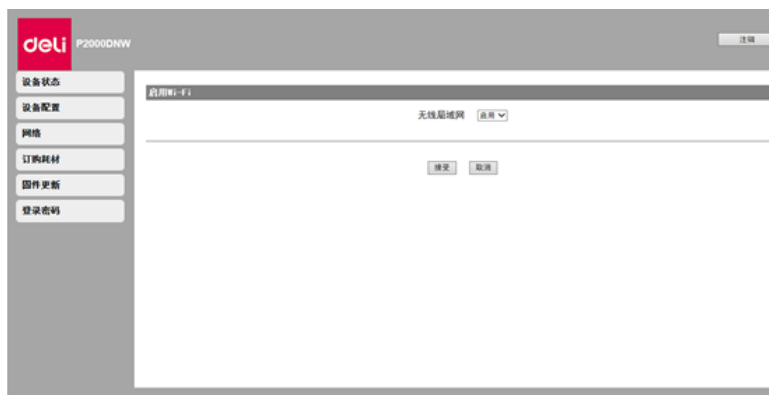 deli P2000DNW
注销
设备状态
设备配置
网络
订购耗材
固件更新
登录密码
启用Wi-Fi
无线局域网 启用
接受 取消